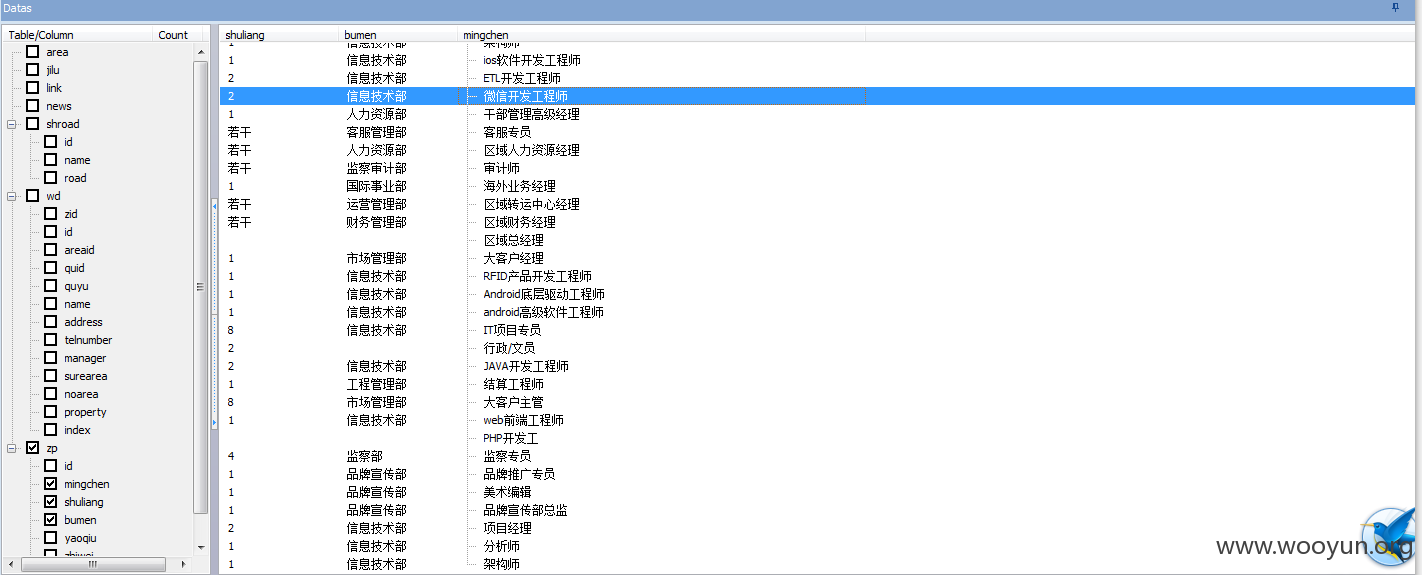 Datas
Table/Column Count
area
jilu
link
news
shroad
id
name
road
wd
zid
id
areaid
quid
quyu
name
address
telnumber
manager
surearea
noarea
property
index
zp
id
mingchen
shuliang
bumen
yaoqiu
zhiwei
shuliang bumen mingchen
1 信息技术部 架构师
1 信息技术部 ios软件开发工程师
2 信息技术部 ETL开发工程师
2 信息技术部 微信开发工程师
1 人力资源部 干部管理高级经理
若干 客服管理部 客服专员
若干 人力资源部 区域人力资源经理
若干 监察审计部 审计师
1 国际事业部 海外业务经理
若干 运营管理部 区域转运中心经理
若干 财务管理部 区域财务经理
区域总经理
1 市场管理部 大客户经理
1 信息技术部 RFID产品开发工程师
1 信息技术部 Android底层驱动工程师
1 信息技术部 android高级软件工程师
8 信息技术部 IT项目专员
2 行政/文员
2 信息技术部 JAVA开发工程师
1 工程管理部 结算工程师
8 市场管理部 大客户主管
1 信息技术部 web前端工程师
PHP开发工
4 监察部 监察专员
1 品牌宣传部 品牌推广专员
1 品牌宣传部 美术编辑
1 品牌宣传部 品牌宣传部总监
2 信息技术部 项目经理
1 信息技术部 分析师
1 信息技术部 架构师
www.wooyun.org